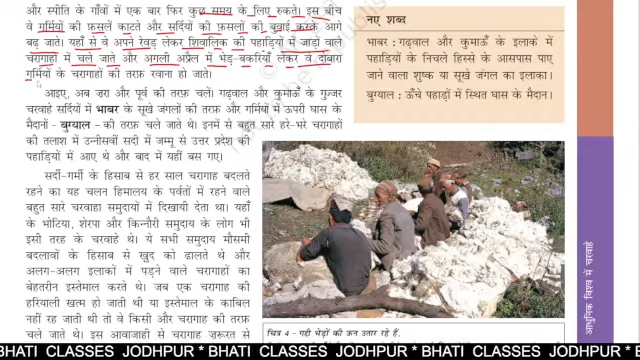 और स्पीति के गाँवों में एक बार फिर कुछ समय के लिए रुकते। इस बीच
वे गर्मियों की फ़सलें काटते और सर्दियों की फ़सलों की बुवाई करके आगे
बढ़ जाते। यहाँ से वे अपने रेवड़ लेकर शिवालिक की पहाड़ियों में जाड़ों वाले
चरागाहों में चले जाते और अगली अप्रैल में भेड़-बकरियाँ लेकर वे दोबारा
गर्मियों के चरागाहों की तरफ़ रवाना हो जाते।
आइए, अब ज़रा और पूर्व की तरफ़ चलें। गढ़वाल और कुमाऊँ के गुज्जर
चरवाहे सर्दियों में भाबर के सूखे जंगलों की तरफ़ और गर्मियों में ऊपरी घास के
मैदानों – बुग्याल – की तरफ़ चले जाते थे। इनमें से बहुत सारे हरे-भरे चरागाहों
की तलाश में उन्नीसवीं सदी में जम्मू से उत्तर प्रदेश की
पहाड़ियों में आए थे और बाद में यहीं बस गए।
सर्दी-गर्मी के हिसाब से हर साल चरागाह बदलते
रहने का यह चलन हिमालय के पर्वतों में रहने वाले
बहुत सारे चरवाहा समुदायों में दिखायी देता था। यहाँ
के भोटिया, शेरपा और किन्नौरी समुदाय के लोग भी
इसी तरह के चरवाहे थे। ये सभी समुदाय मौसमी
बदलावों के हिसाब से खुद को ढालते थे और
अलग-अलग इलाकों में पड़ने वाले चरागाहों का
बेहतरीन इस्तेमाल करते थे। जब एक चरागाह की
हरियाली खत्म हो जाती थी या इस्तेमाल के काबिल
नहीं रह जाती थी तो वे किसी और चरागाह की तरफ़
चले जाते थे। इस आवाजाही से चरागाह ज़रूरत से
नए शब्द
भाबर : गढ़वाल और कुमाऊँ के इलाके में
पहाड़ियों के निचले हिस्से के आसपास पाए
जाने वाला शुष्क या सूखे जंगल का इलाका।
बुग्याल : ऊँचे पहाड़ों में स्थित घास के मैदान।
चित्र 4 – गद्दी भेड़ों की ऊन उतार रहे हैं.
आधुनिक विश्व में चरवाहे
BHATI CLASSES JODHPUR * BHATI CLASSES JODHPUR * BHATI CLASSES